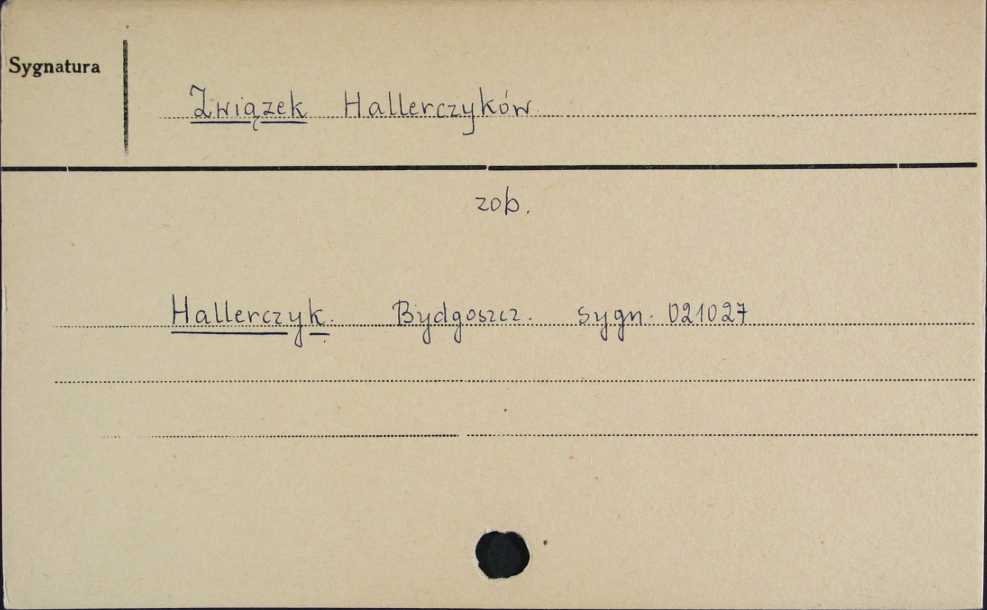 Sygnatura
Związek Hallerczyków
zob.
Hallerczyk. Bydgoszcz. sygn. 021027